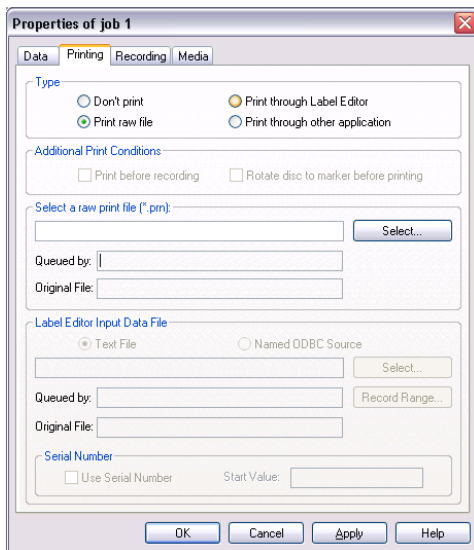 Properties of job 1
Data Printing Recording Media
Type
Don't print Print through Label Editor
Print raw file Print through other application
Additional Print Conditions
Print before recording Rotate disc to marker before printing
Select a raw print file (*.prn):
Select...
Queued by:
Original File:
Label Editor Input Data File
Text File Named ODBC Source
Select...
Queued by: Record Range...
Original File:
Serial Number
Use Serial Number Start Value:
OK Cancel Apply Help